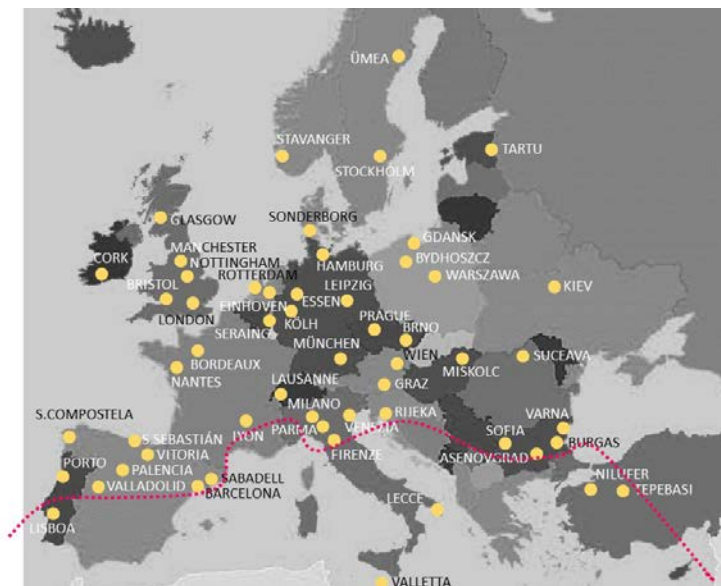 ÜMEA
STAVANGER
STOCKHOLM
TARTU
GLASGOW
SONDERBORG
GDANSK
MANCHESTER
CORK
NOTTINGHAM
HAMBURG
BYDHOSZCZ
ROTTERDAM
WARSZAWA
BRISTOL
LEIPZIG
KIEV
EINHOVEN
ESSEN
LONDON
KÖLH
PRAGUE
SERAING
BRNO
MÜNCHEN
WIEN
BORDEAUX
MISKOLC
SUCEAVA
NANTES
LAUSANNE
GRAZ
S.COMPOSTELA
MILANO
RIJEKA
VARNA
LYON
PARMA
VENEZIA
SOFIA
S.SEBASTIÁN
BURGAS
FIRENZE
VITORIA
ASENOVGRAD
PORTO
PALENCIA
NILUFER
SABADELL
VALLADOLID
BARCELONA
TEPEBASI
LECCE
LISBOA
VALLETTA